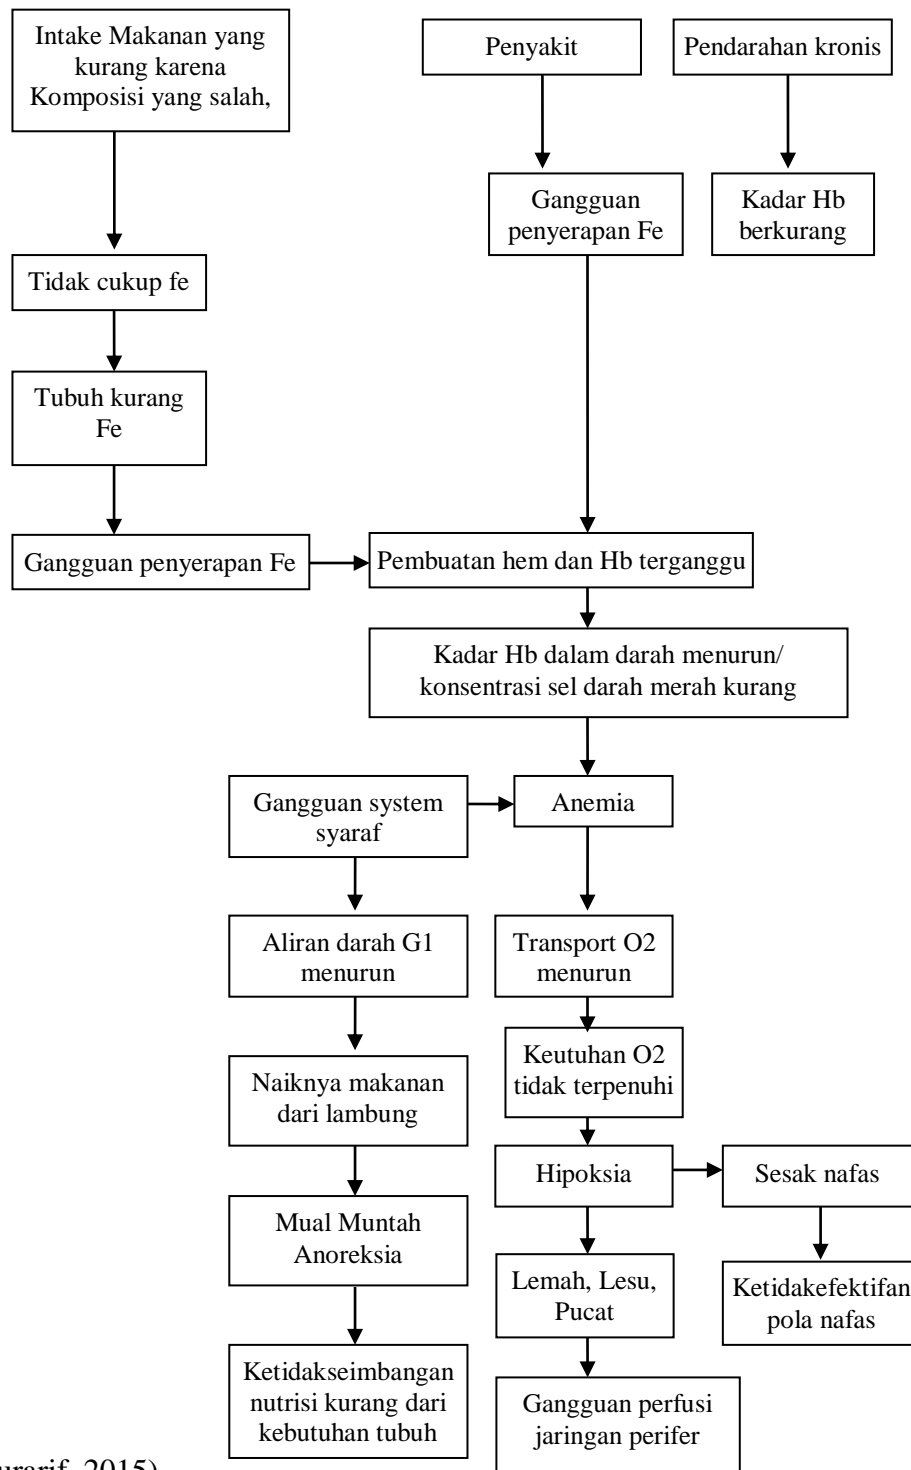 Intake Makanan yang
kurang karena
Komposisi yang salah,
Penyakit
Pendarahan kronis
Gangguan
penyerapan Fe
Kadar Hb
berkurang
Tidak cukup fe
Tubuh kurang
Fe
Gangguan penyerapan Fe
Pembuatan hem dan Hb terganggu
Kadar Hb dalam darah menurun/
konsentrasi sel darah merah kurang
Gangguan system
syaraf
Anemia
Aliran darah G1
menurun
Transport O2
menurun
Naiknya makanan
dari lambung
Keutuhan O2
tidak terpenuhi
Hipoksia
Sesak nafas
Mual Muntah
Anoreksia
Lemah, Lesu,
Pucat
Ketidakefektifan
pola nafas
Ketidakseimbangan
nutrisi kurang dari
kebutuhan tubuh
Gangguan perfusi
jaringan perifer